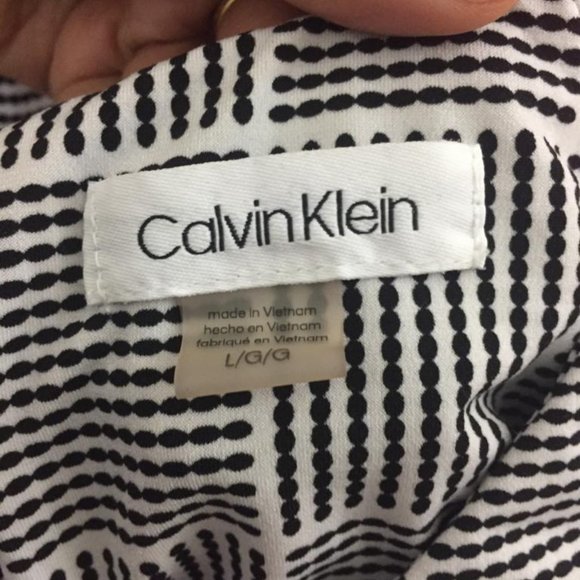 Calvin Klein
made in Vietnam
hecho en Vietnam
fabriqué en Vietnam
L/G/G